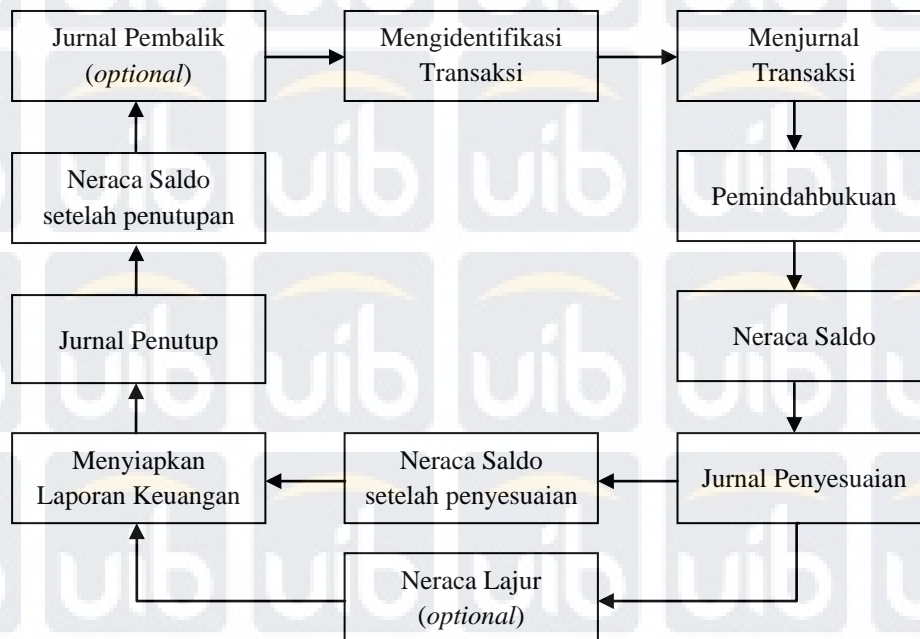 Jurnal Pembalik
(optional)
Mengidentifikasi
Transaksi
Menjurnal
Transaksi
Pemindahbukuan
Neraca Saldo
Jurnal Penyesuaian
Neraca Saldo
setelah penyesuaian
Neraca Lajur
(optional)
Menyiapkan
Laporan Keuangan
Jurnal Penutup
Neraca Saldo
setelah penutupan
uib